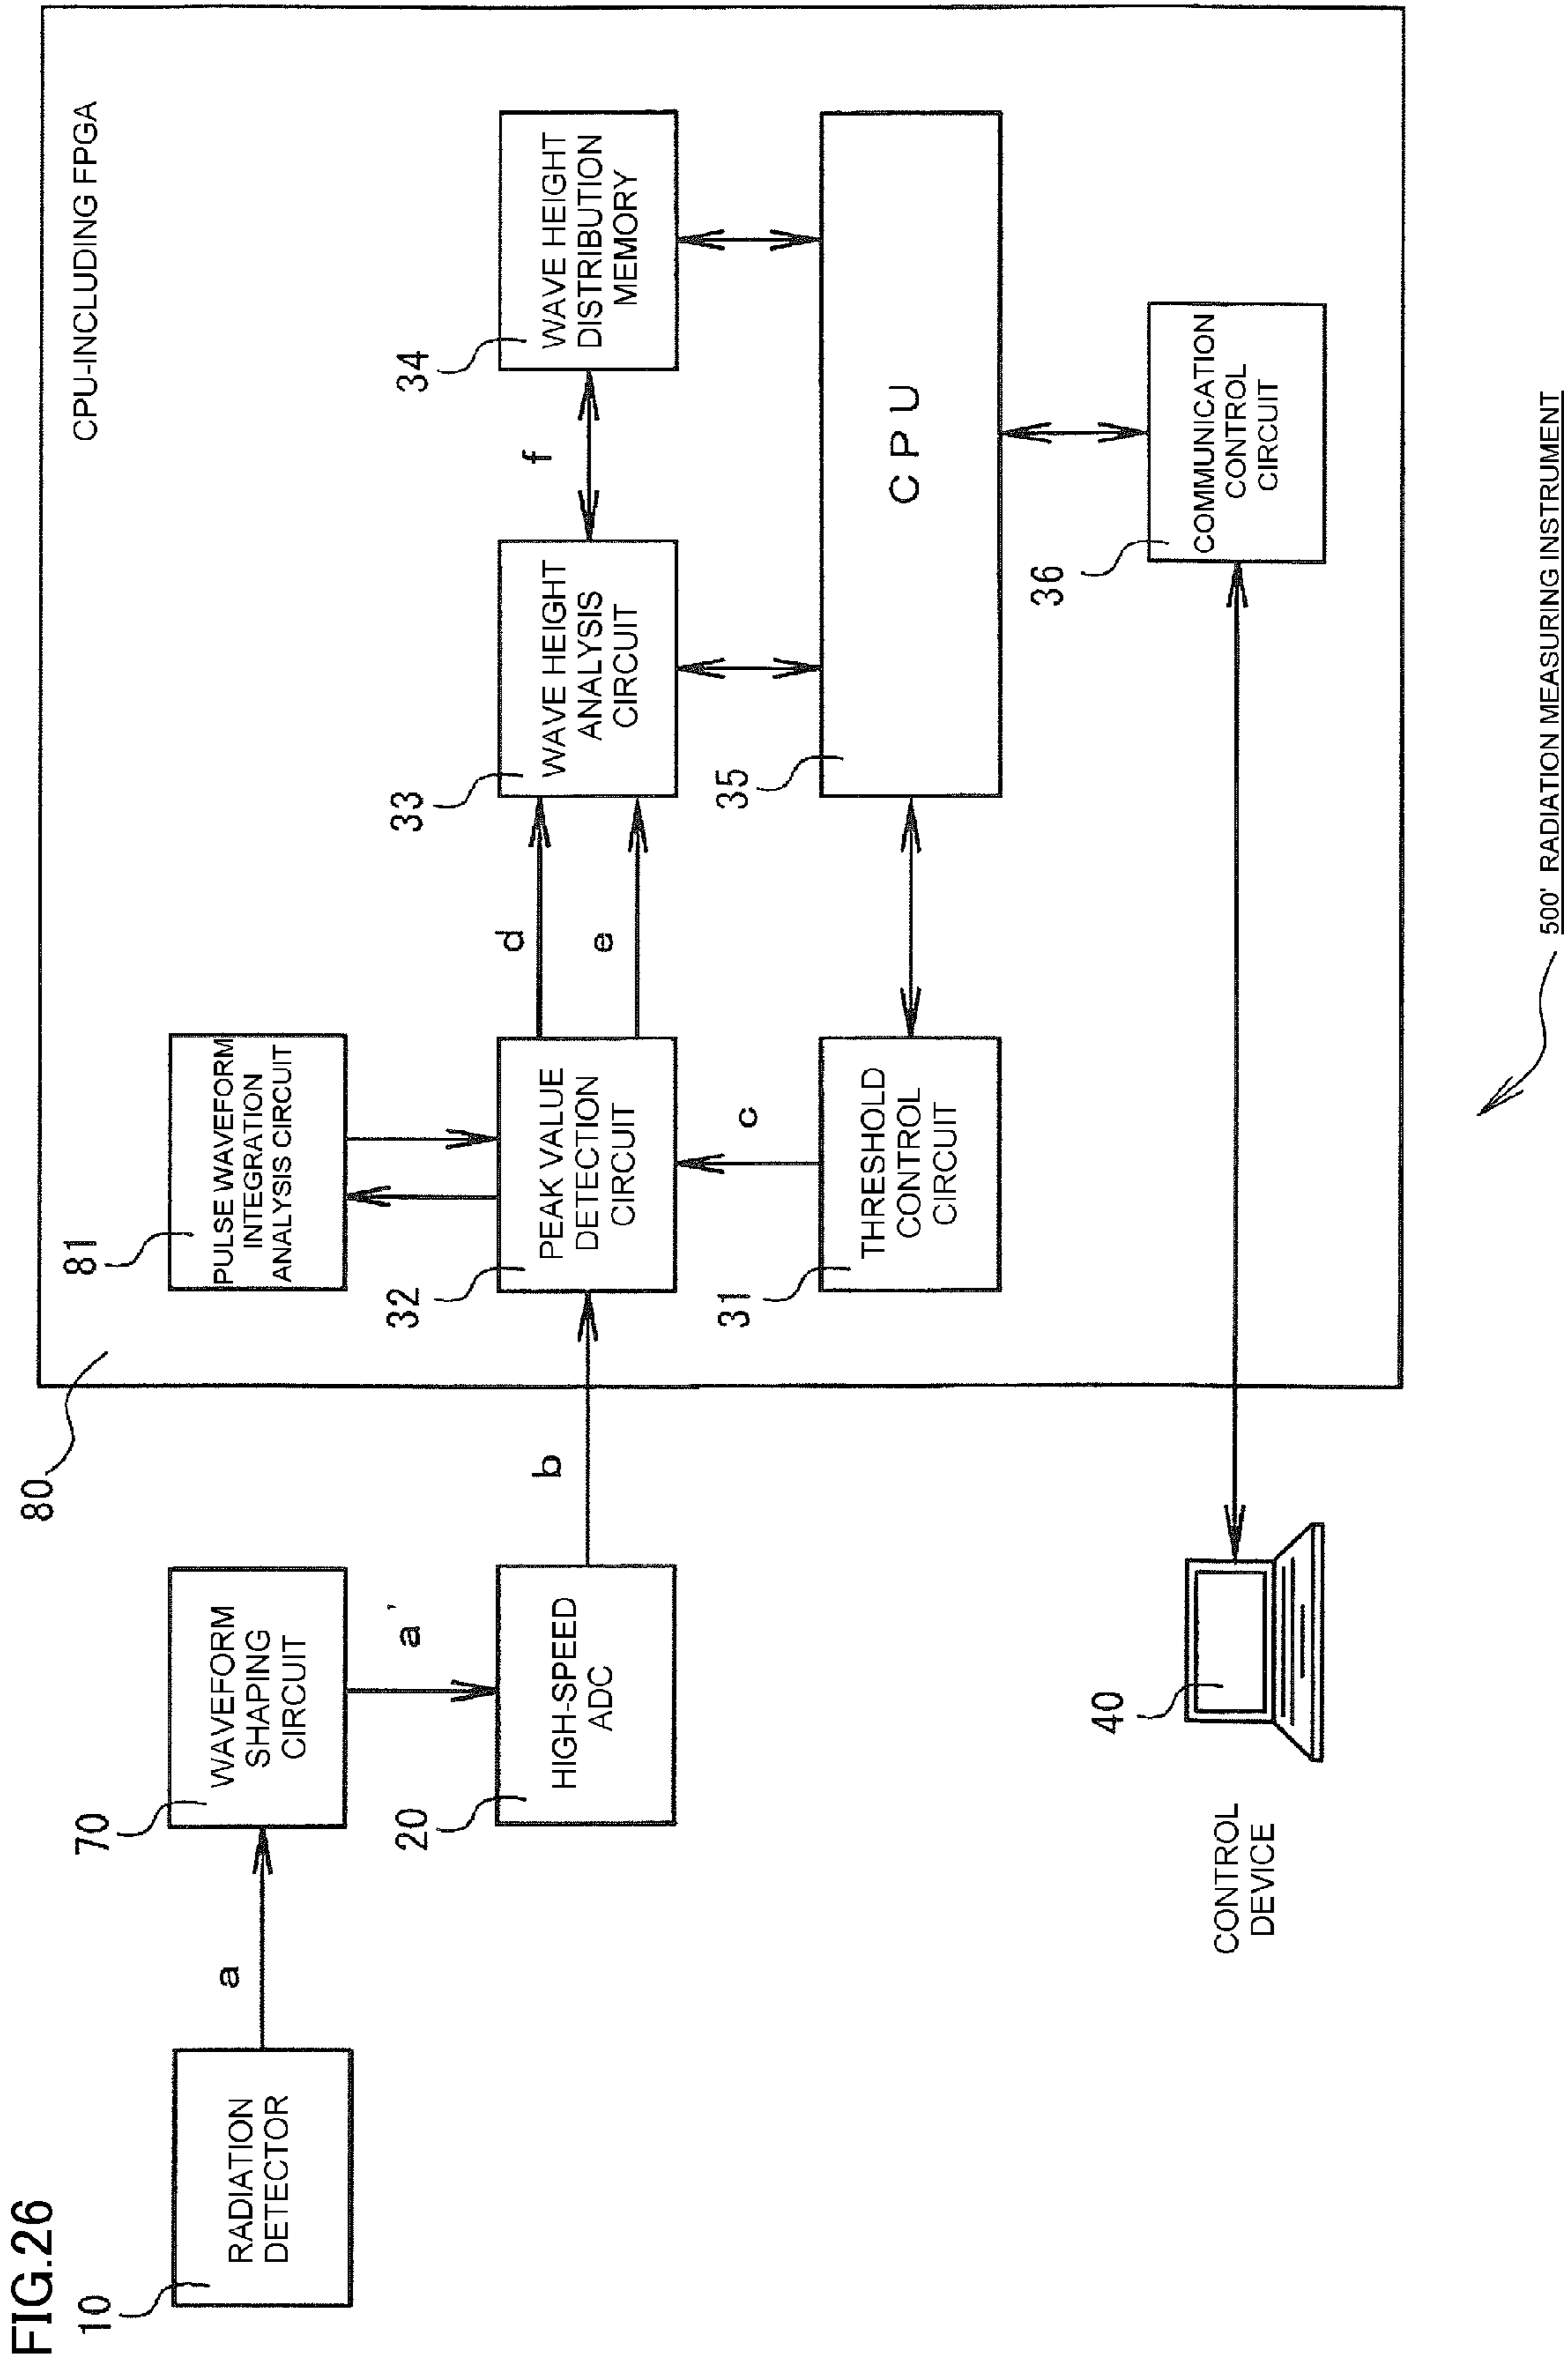 FIG.26
10
RADIATION
DETECTOR
a
70
WAVEFORM
SHAPING
CIRCUIT
a'
20
HIGH-SPEED
ADC
b
80
CPU-INCLUDING FPGA
81
PULSE WAVEFORM
INTEGRATION
ANALYSIS CIRCUIT
32
PEAK VALUE
DETECTION
CIRCUIT
c
31
THRESHOLD
CONTROL
CIRCUIT
d
e
33
WAVE HEIGHT
ANALYSIS
CIRCUIT
f
34
WAVE HEIGHT
DISTRIBUTION
MEMORY
35
CPU
36
COMMUNICATION
CONTROL
CIRCUIT
40
CONTROL
DEVICE
500' RADIATION MEASURING INSTRUMENT